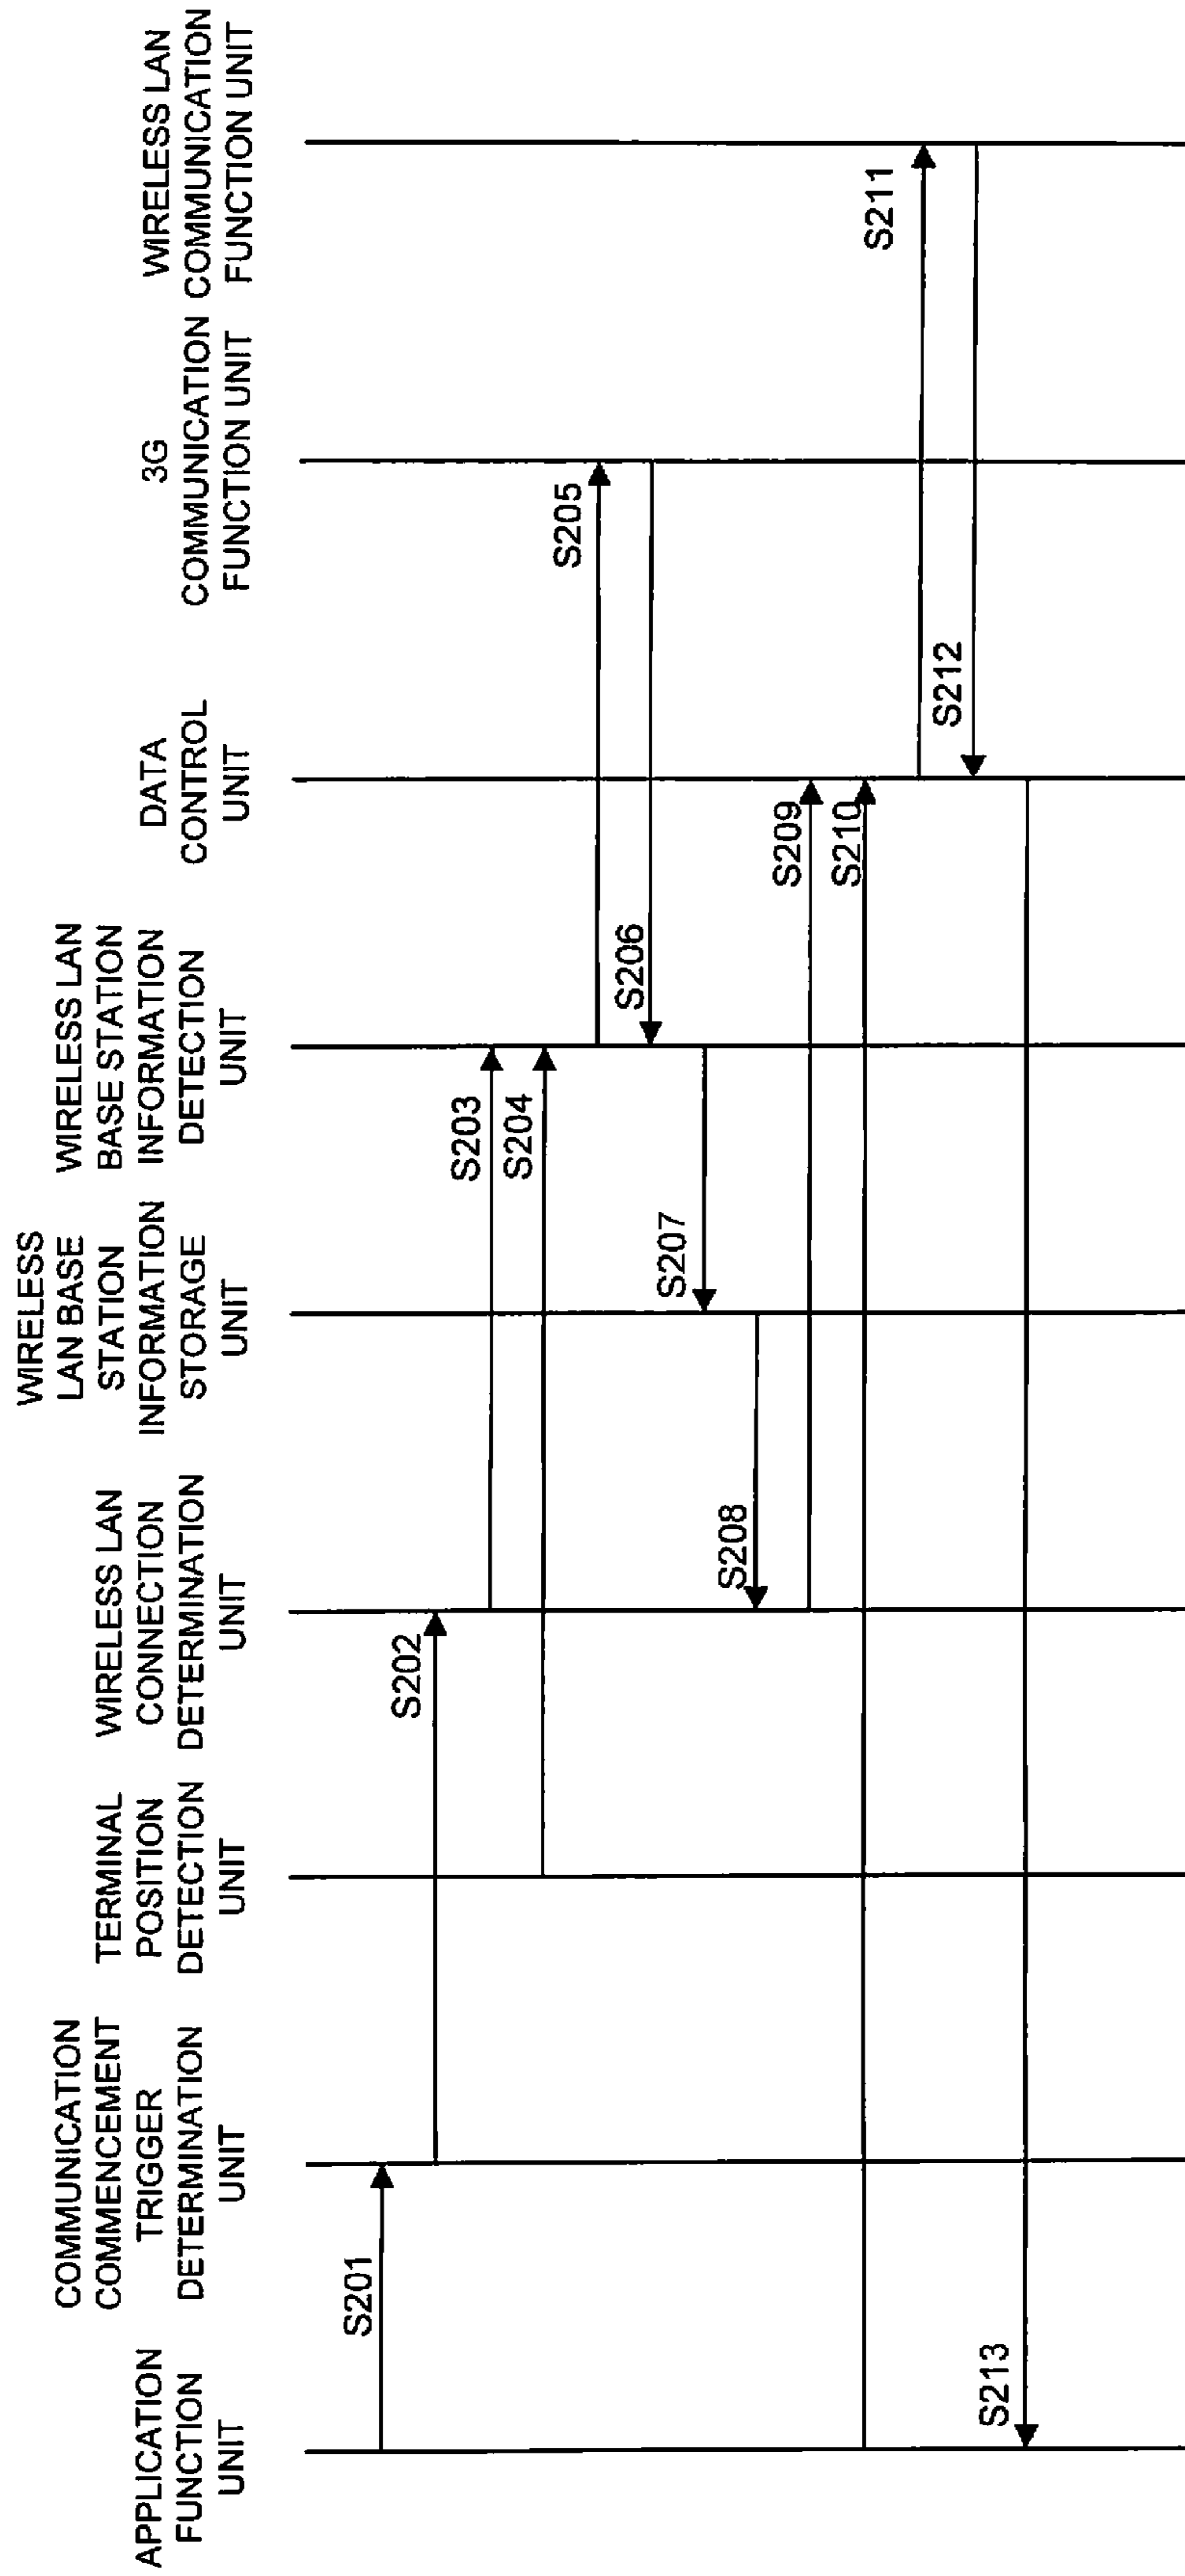 APPLICATION
FUNCTION
UNIT
COMMUNICATION
COMMENCEMENT
TRIGGER
DETERMINATION
UNIT
TERMINAL
POSITION
DETECTION
UNIT
WIRELESS LAN
CONNECTION
DETERMINATION
UNIT
WIRELESS
LAN BASE
STATION
INFORMATION
STORAGE
UNIT
WIRELESS LAN
BASE STATION
INFORMATION
DETECTION
UNIT
DATA
CONTROL
UNIT
3G
COMMUNICATION
FUNCTION UNIT
WIRELESS LAN
COMMUNICATION
FUNCTION UNIT
S201
S202
S203
S204
S205
S206
S207
S208
S209
S210
S211
S212
S213